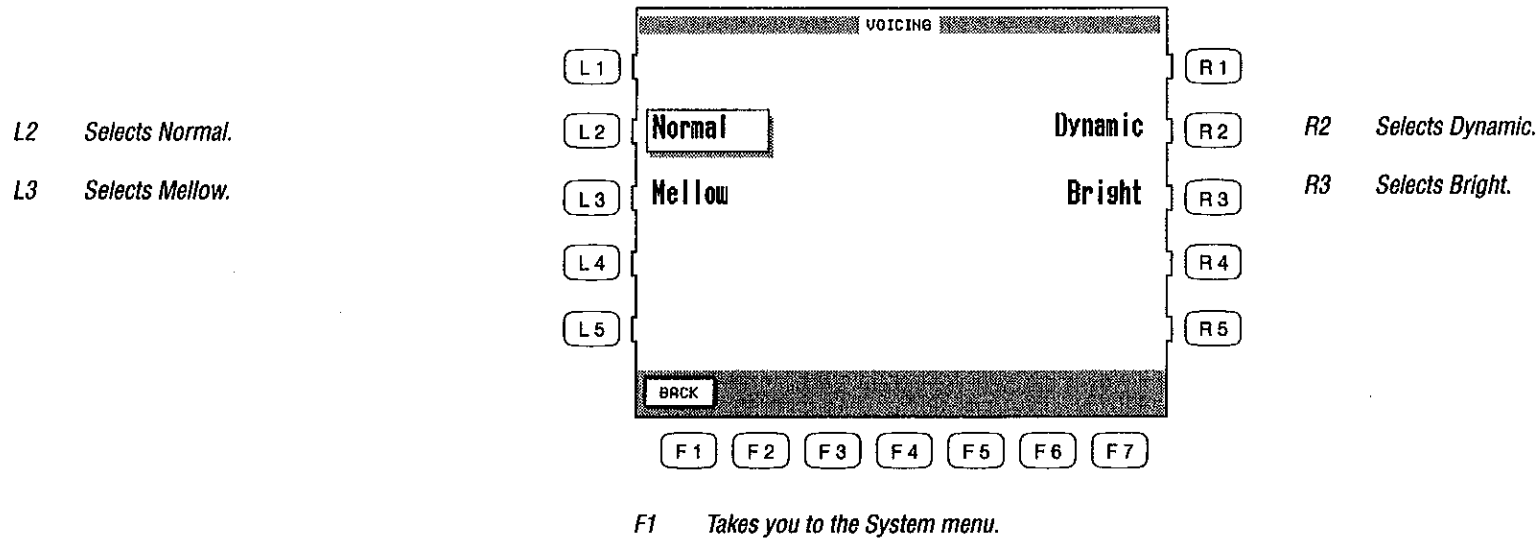 VOICING
L1 R1
L2 Selects Normal. L2 Normal Dynamic R2 R2 Selects Dynamic.
L3 Selects Mellow. L3 Mellow Bright R3 R3 Selects Bright.
L4 R4
L5 R5
BACK
F1 F2 F3 F4 F5 F6 F7
F1 Takes you to the System menu.